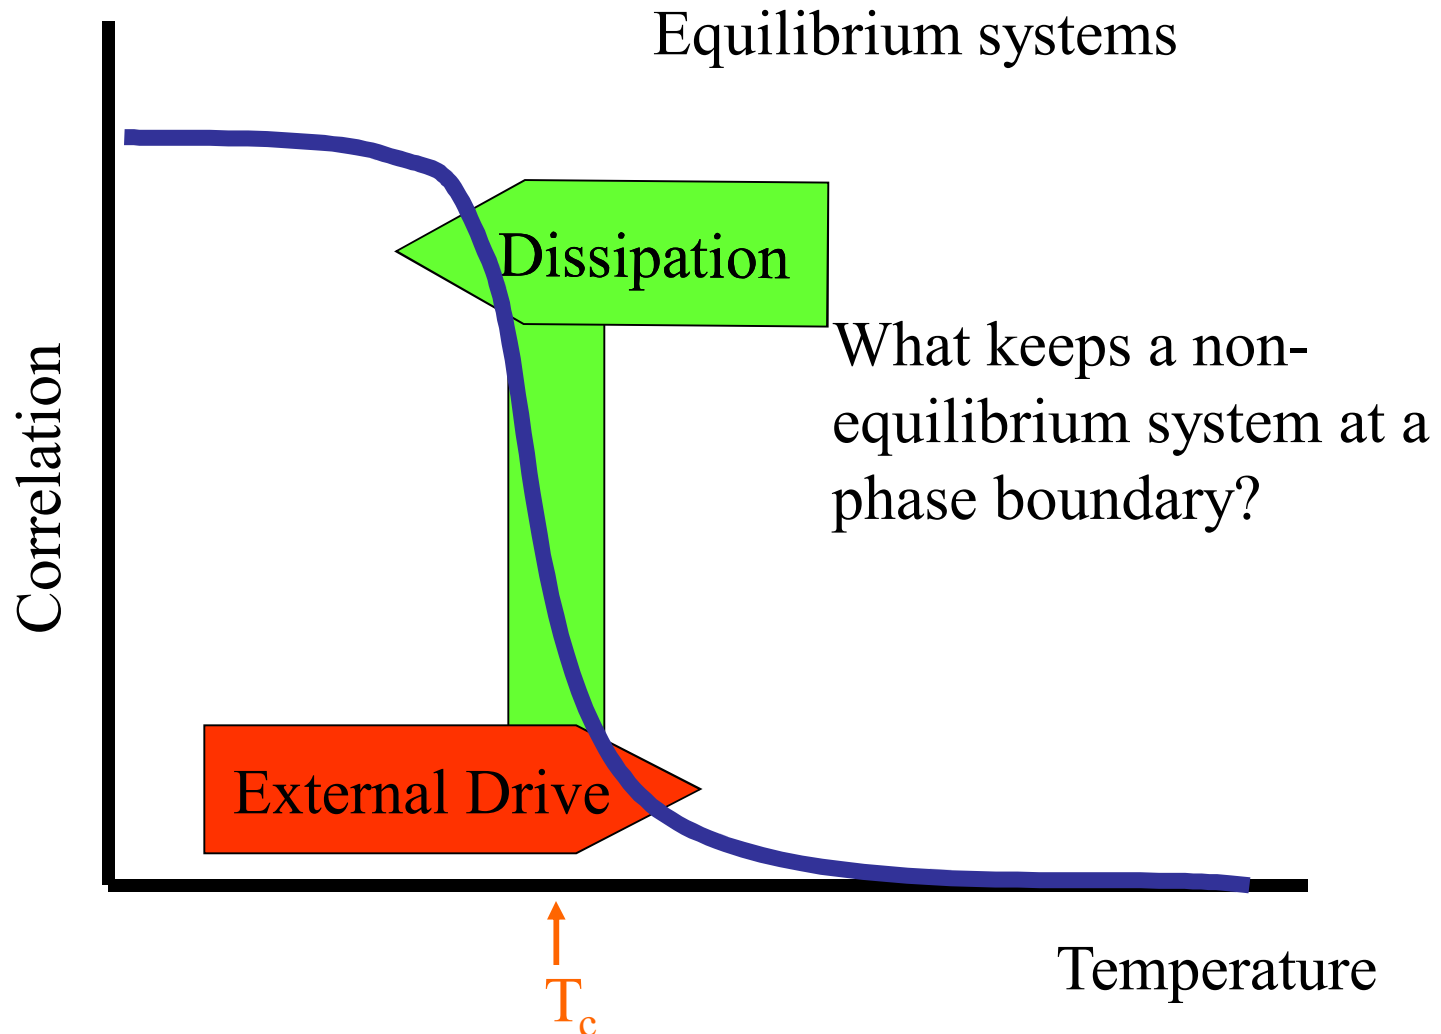 Equilibrium systems
Dissipation
What keeps a non-
equilibrium system at a
phase boundary?
Correlation
External Drive
Temperature
Tc